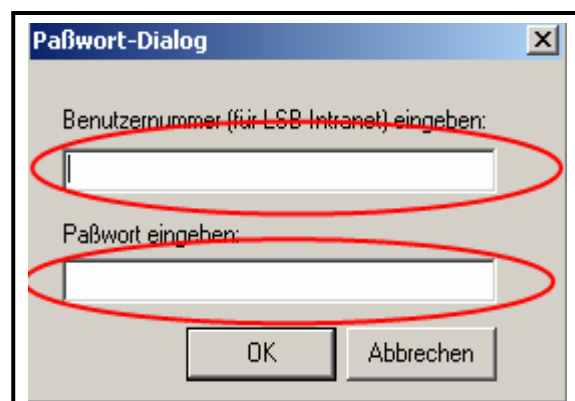 Paßwort-Dialog
Benutzernummer (für LSB-Intranet) eingeben:
Paßwort eingeben:
OK
Abbrechen